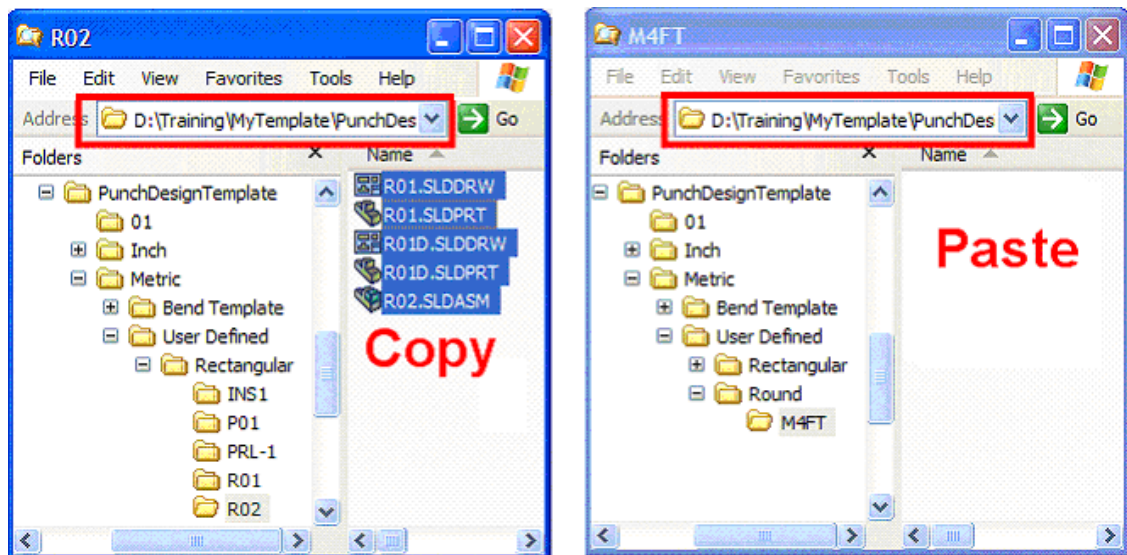 R02
File Edit View Favorites Tools Help
Address D:\Training\MyTemplate\PunchDes Go
Folders
Name
PunchDesignTemplate
01
Inch
Metric
Bend Template
User Defined
Rectangular
INS1
P01
PRL-1
R01
R02
R01.SLDDRW
R01.SLDPRT
R01D.SLDDRW
R01D.SLDPRT
R02.SLDASM
Copy
M4FT
File Edit View Favorites Tools Help
Address D:\Training\MyTemplate\PunchDes Go
Folders
Name
PunchDesignTemplate
01
Inch
Metric
Bend Template
User Defined
Rectangular
Round
M4FT
Paste